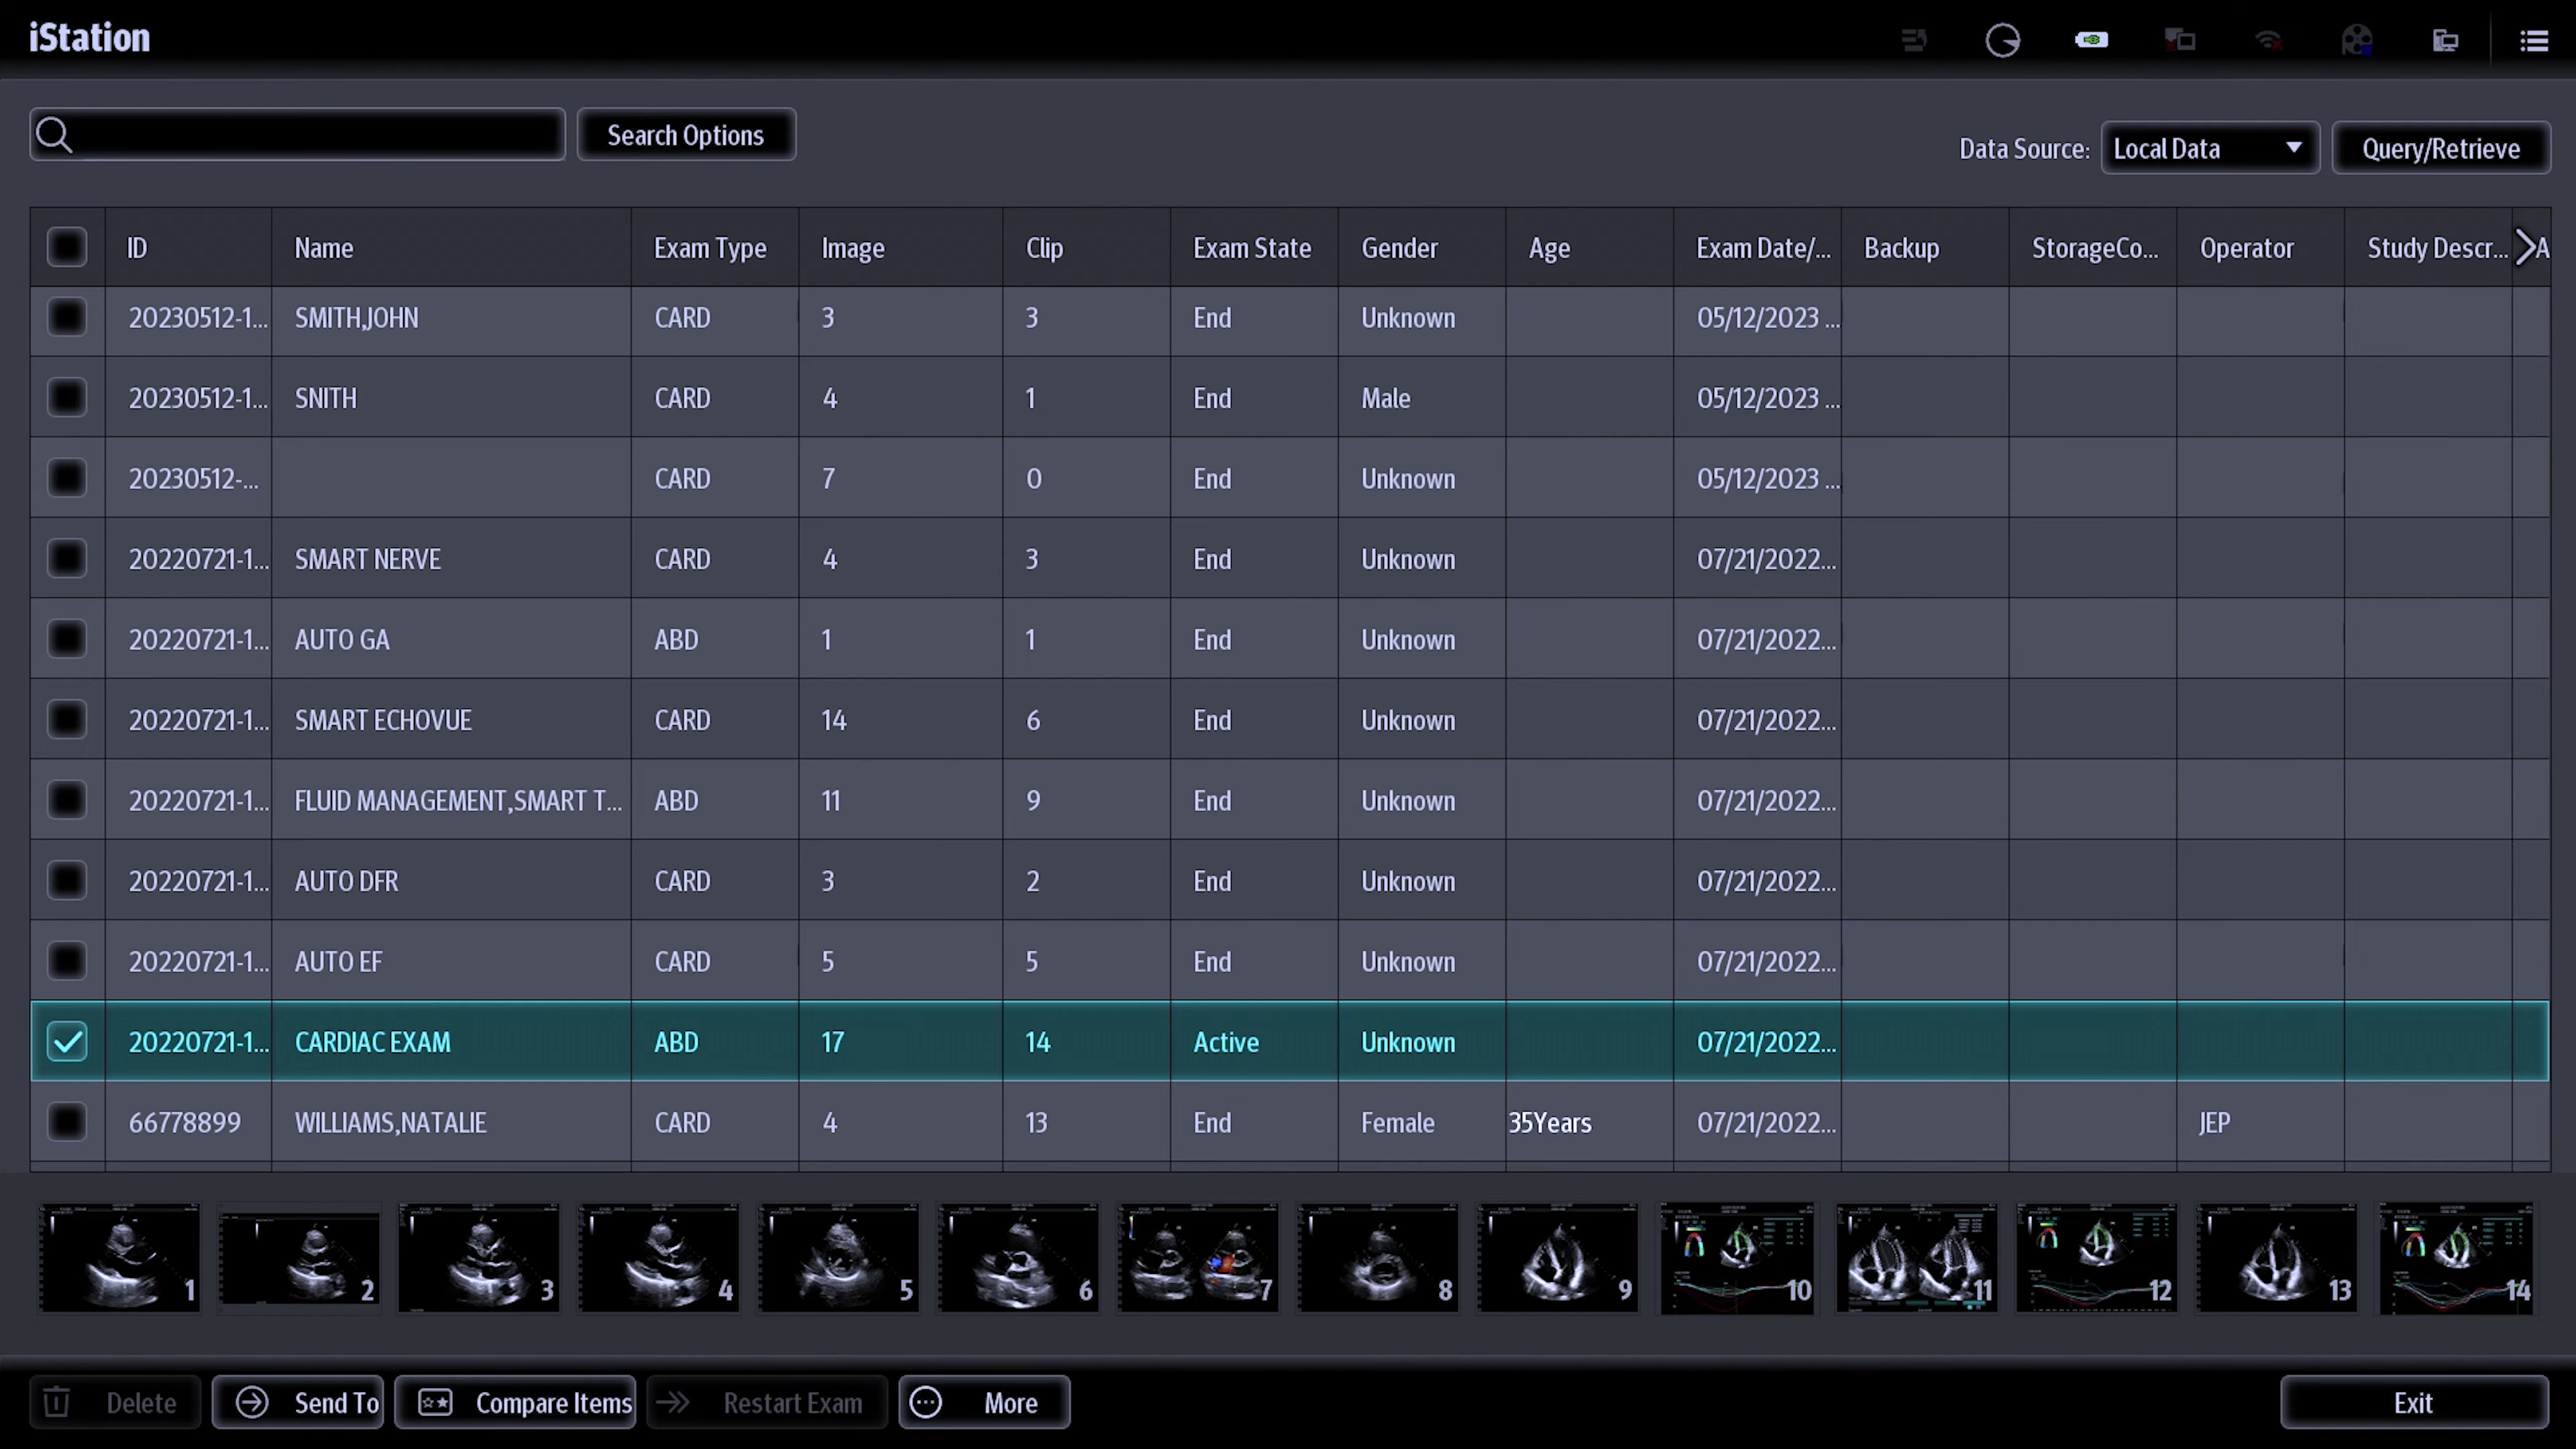 iStation
Search Options
Data Source: Local Data Query/Retrieve
ID Name Exam Type Image Clip Exam State Gender Age Exam Date/... Backup StorageCo... Operator Study Descr... A
20230512-1... SMITH,JOHN CARD 3 3 End Unknown 05/12/2023 ...
20230512-1... SNITH CARD 4 1 End Male 05/12/2023 ...
20230512-... CARD 7 0 End Unknown 05/12/2023 ...
20220721-1... SMART NERVE CARD 4 3 End Unknown 07/21/2022...
20220721-1... AUTO GA ABD 1 1 End Unknown 07/21/2022...
20220721-1... SMART ECHOVUE CARD 14 6 End Unknown 07/21/2022...
20220721-1... FLUID MANAGEMENT,SMART T... ABD 11 9 End Unknown 07/21/2022...
20220721-1... AUTO DFR CARD 3 2 End Unknown 07/21/2022...
20220721-1... AUTO EF CARD 5 5 End Unknown 07/21/2022...
20220721-1... CARDIAC EXAM ABD 17 14 Active Unknown 07/21/2022...
66778899 WILLIAMS,NATALIE CARD 4 13 End Female 35Years 07/21/2022... JEP
1 2 3 4 5 6 7 8 9 10 11 12 13 14
Delete Send To Compare Items Restart Exam More Exit